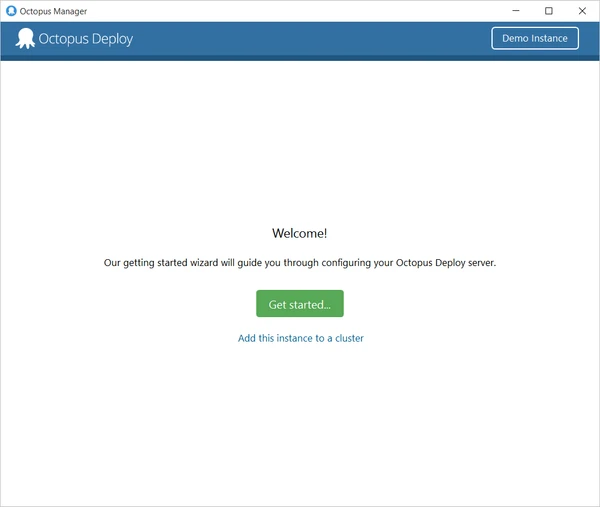 Octopus Manager
Octopus Deploy
Demo Instance
Welcome!
Our getting started wizard will guide you through configuring your Octopus Deploy server.
Get started...
Add this instance to a cluster